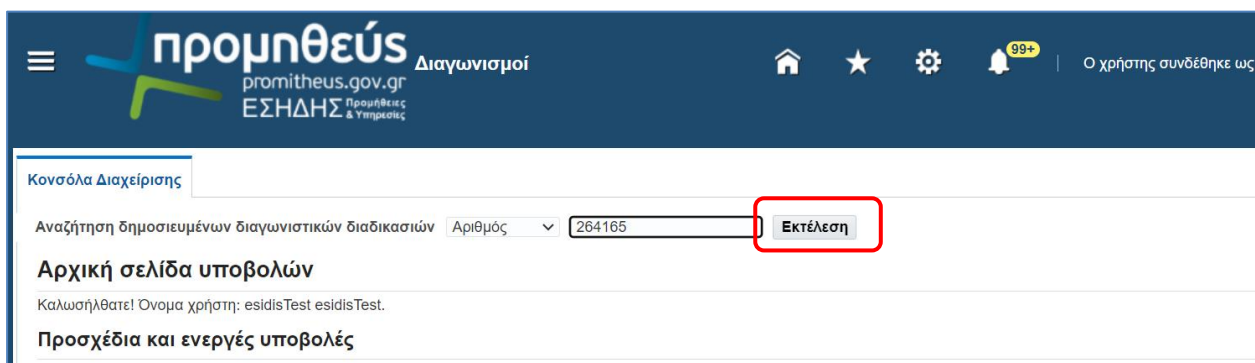 προμηθεύς
promitheus.gov.gr
ΕΣΗΔΗΣ Προμήθειες & Υπηρεσίες
Διαγωνισμοί
99+
Ο χρήστης συνδέθηκε ως
Κονσόλα Διαχείρισης
Αναζήτηση δημοσιευμένων διαγωνιστικών διαδικασιών Αριθμός 264165 Εκτέλεση
Αρχική σελίδα υποβολών
Καλωσήλθατε! Όνομα χρήστη: esidisTest esidisTest.
Προσχέδια και ενεργές υποβολές